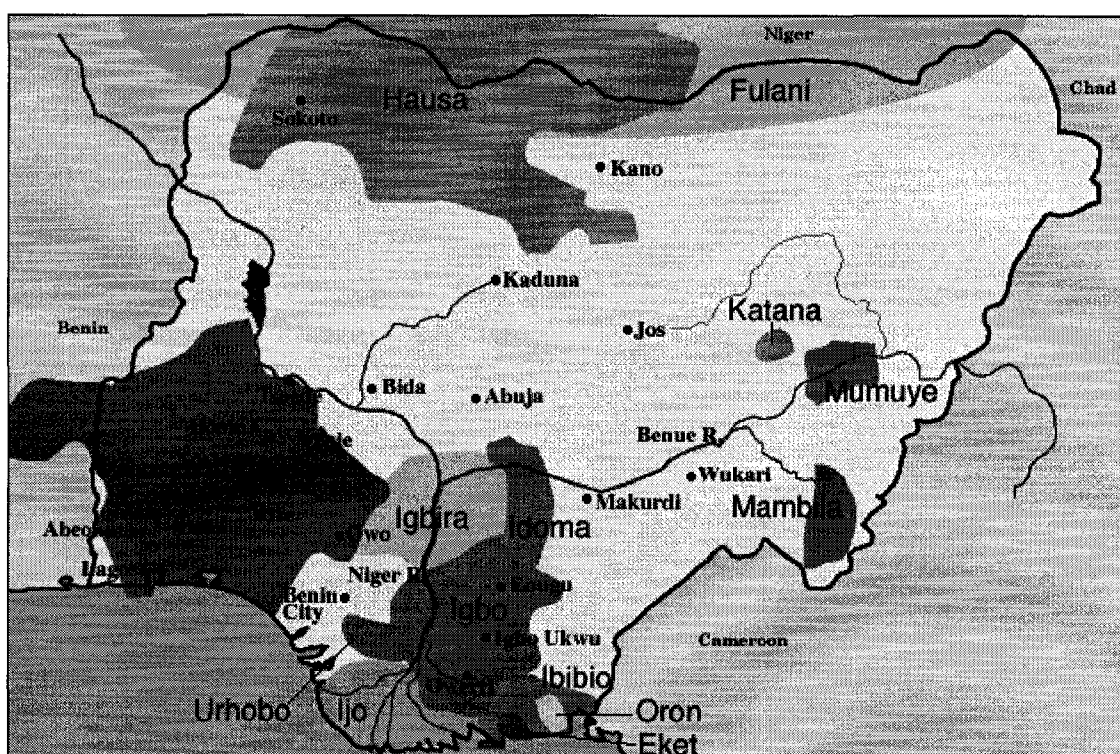 Niger
Hausa
Fulani
Chad
Sokoto
Kano
Kaduna
Benin
Jos
Katana
Bida
Abuja
Mumuye
Benue R.
Wukari
Makurdi
Mambila
Igbira
Idoma
Owo
Niger R.
Benin
City
Igbo
Igbo Ukwu
Cameroon
Ibibio
Urhobo
Ijo
Oron
Eket